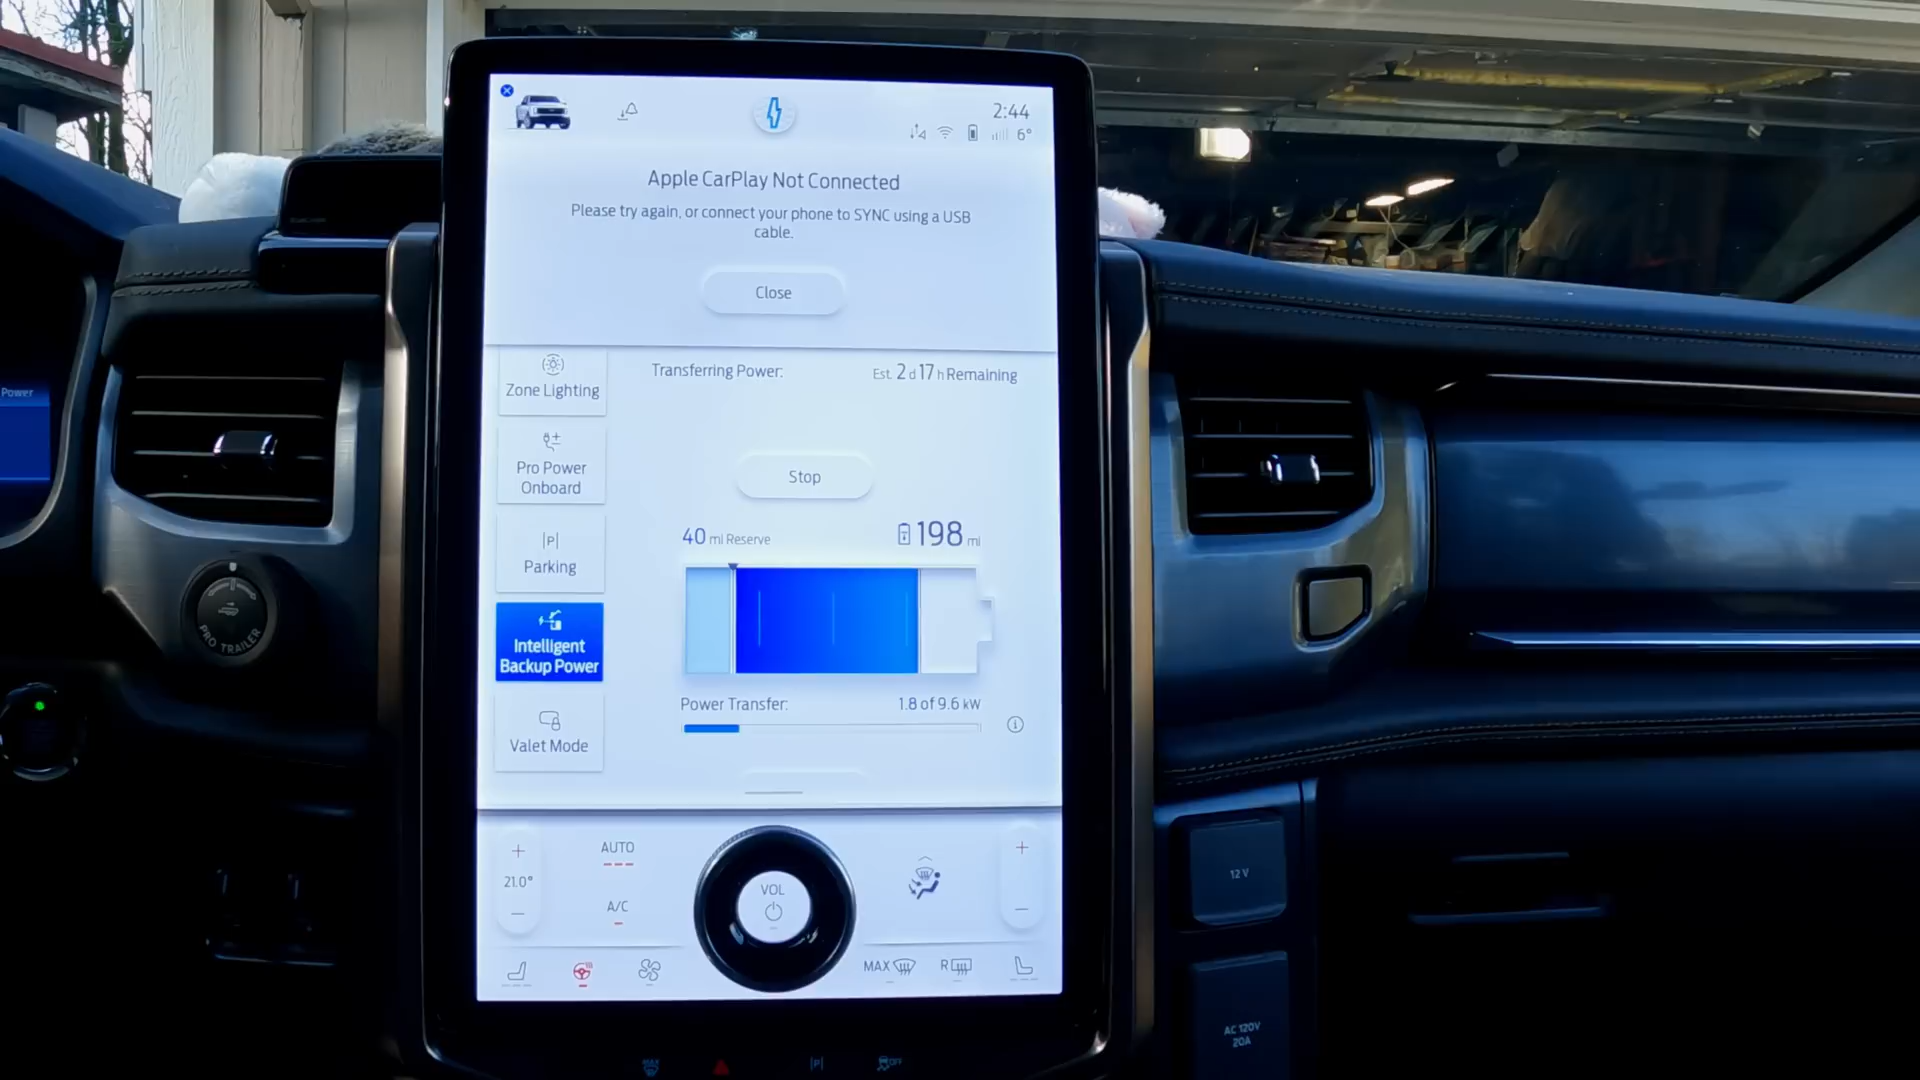 2:44
6°
Apple CarPlay Not Connected
Please try again, or connect your phone to SYNC using a USB
cable.
Close
Power
Zone Lighting
Transferring Power:
Est. 2 d 17 h Remaining
Pro Power
Onboard
Stop
Parking
40 mi Reserve
198 mi
Intelligent
Backup Power
Power Transfer:
1.8 of 9.6 kW
Valet Mode
PRO TRAILER
AUTO
21.0°
A/C
VOL
MAX
R
12V
AC 120V
20A
MAX
P
OFF